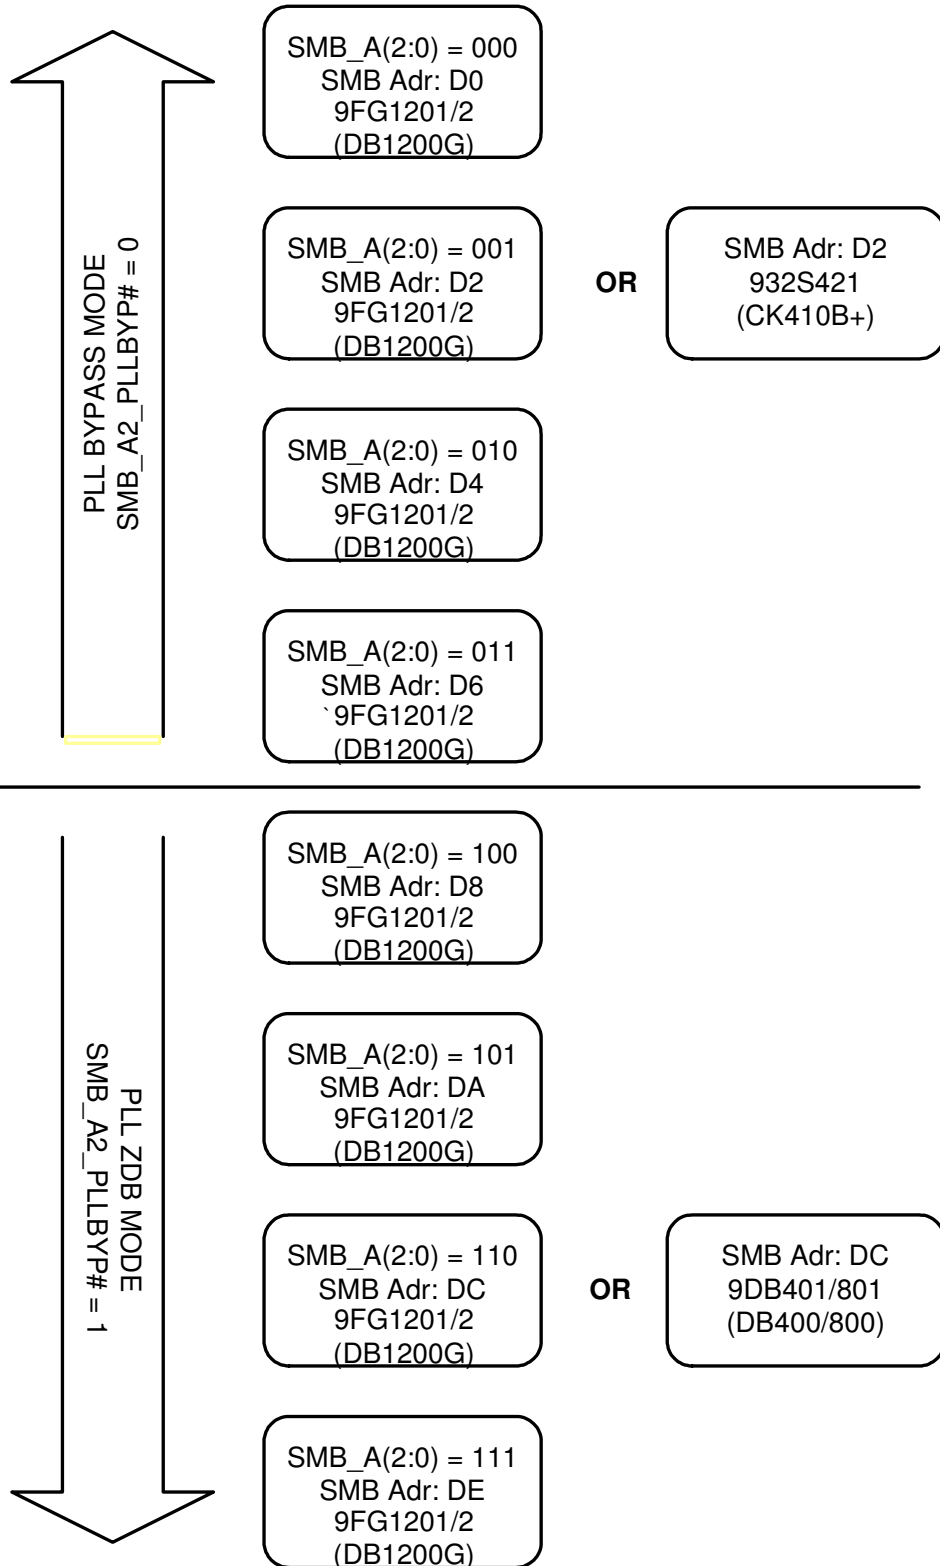 SMB_A(2:0) = 000
SMB Adr: D0
9FG1201/2
(DB1200G)
PLL BYPASS MODE
SMB_A2_PLLBYP# = 0
SMB_A(2:0) = 001
SMB Adr: D2
9FG1201/2
(DB1200G)
OR
SMB Adr: D2
932S421
(CK410B+)
SMB_A(2:0) = 010
SMB Adr: D4
9FG1201/2
(DB1200G)
SMB_A(2:0) = 011
SMB Adr: D6
`9FG1201/2
(DB1200G)
SMB_A(2:0) = 100
SMB Adr: D8
9FG1201/2
(DB1200G)
PLL ZDB MODE
SMB_A2_PLLBYP# = 1
SMB_A(2:0) = 101
SMB Adr: DA
9FG1201/2
(DB1200G)
SMB_A(2:0) = 110
SMB Adr: DC
9FG1201/2
(DB1200G)
OR
SMB Adr: DC
9DB401/801
(DB400/800)
SMB_A(2:0) = 111
SMB Adr: DE
9FG1201/2
(DB1200G)